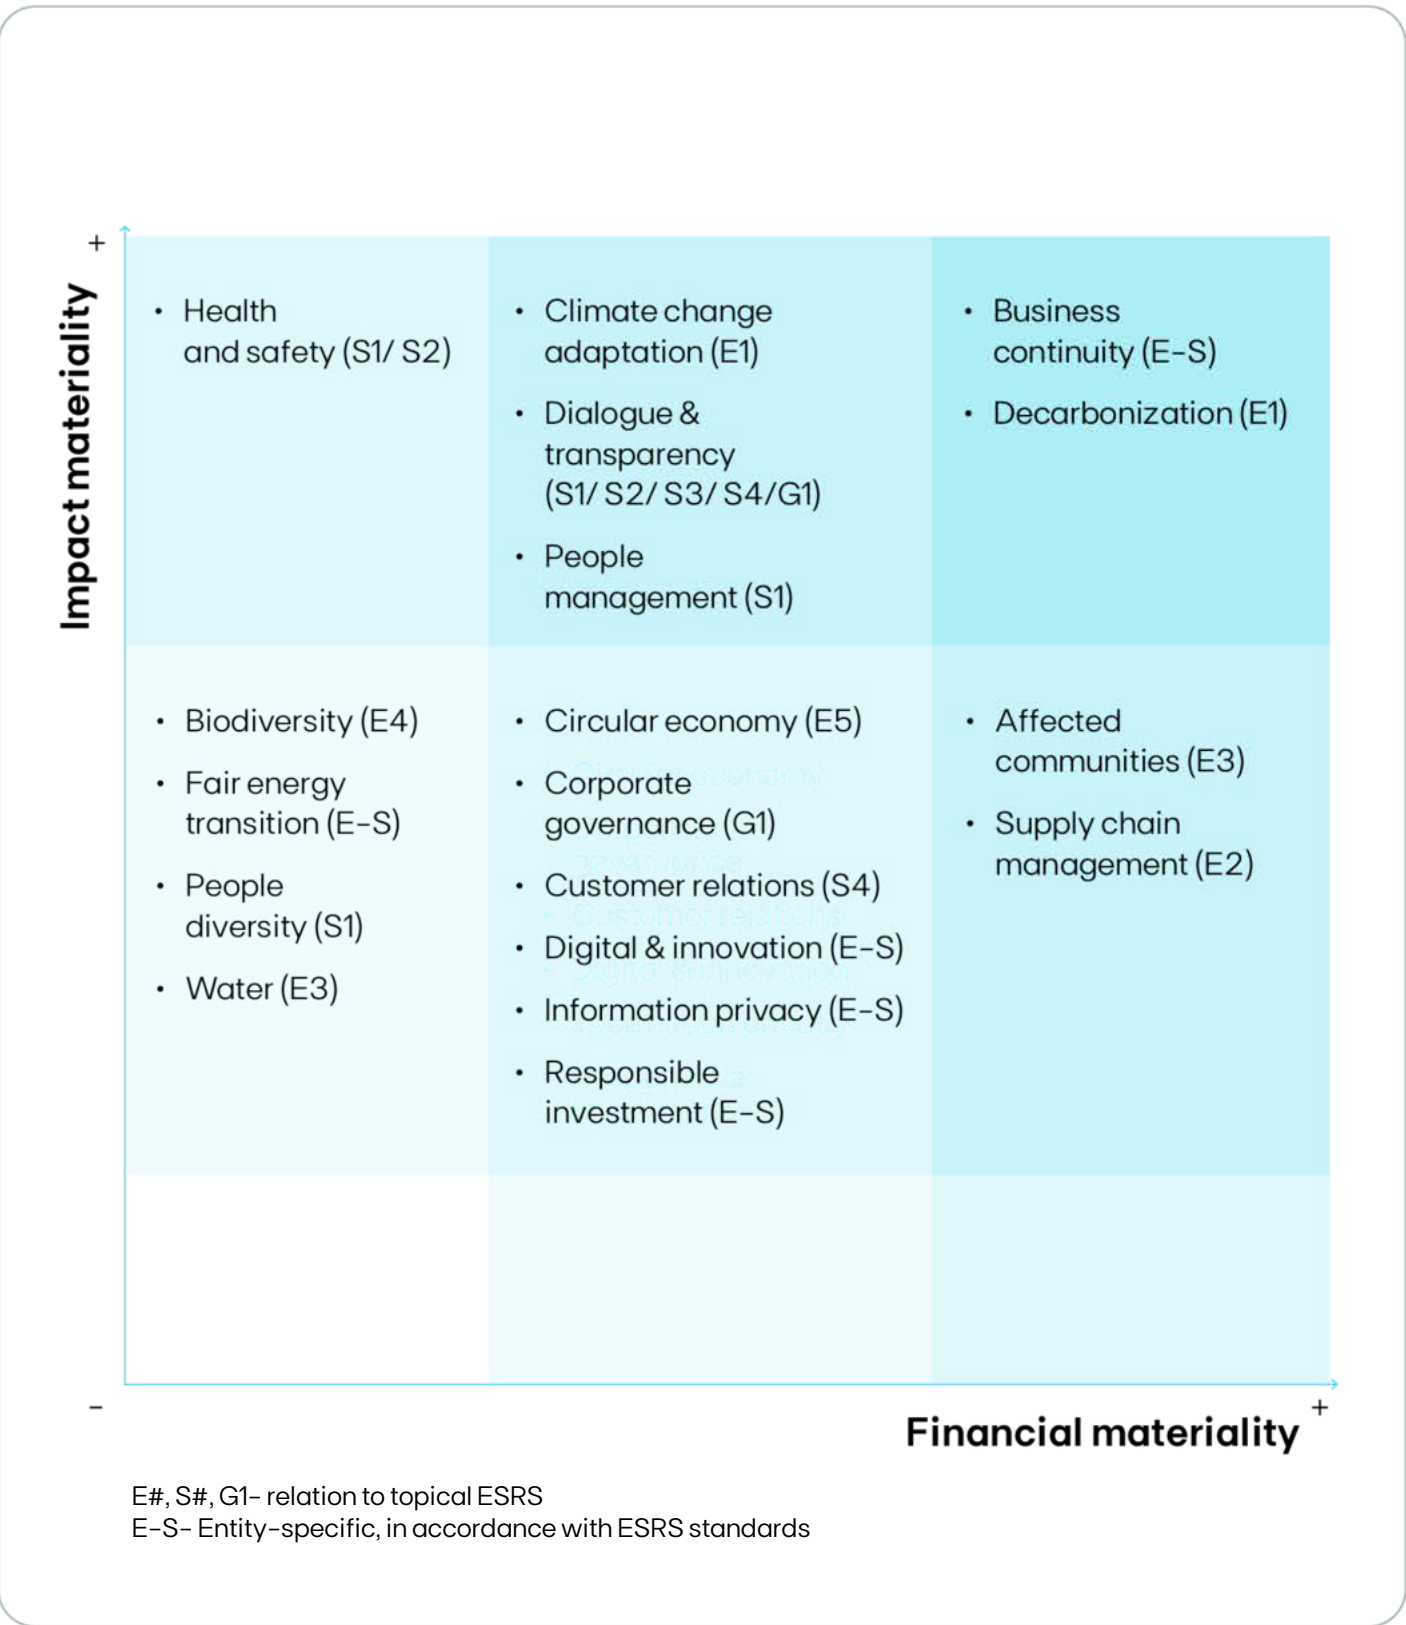 +
Impact materiality
• Health
and safety (S1/ S2)
• Climate change
adaptation (E1)
• Dialogue &
transparency
(S1/ S2/ S3/ S4/G1)
• People
management (S1)
• Business
continuity (E-S)
• Decarbonization (E1)
• Biodiversity (E4)
• Fair energy
transition (E-S)
• People
diversity (S1)
• Water (E3)
• Circular economy (E5)
• Corporate
governance (G1)
• Customer relations (S4)
• Digital & innovation (E-S)
• Information privacy (E-S)
• Responsible
investment (E-S)
• Affected
communities (E3)
• Supply chain
management (E2)
–
+
Financial materiality
E#, S#, G1- relation to topical ESRS
E-S- Entity-specific, in accordance with ESRS standards